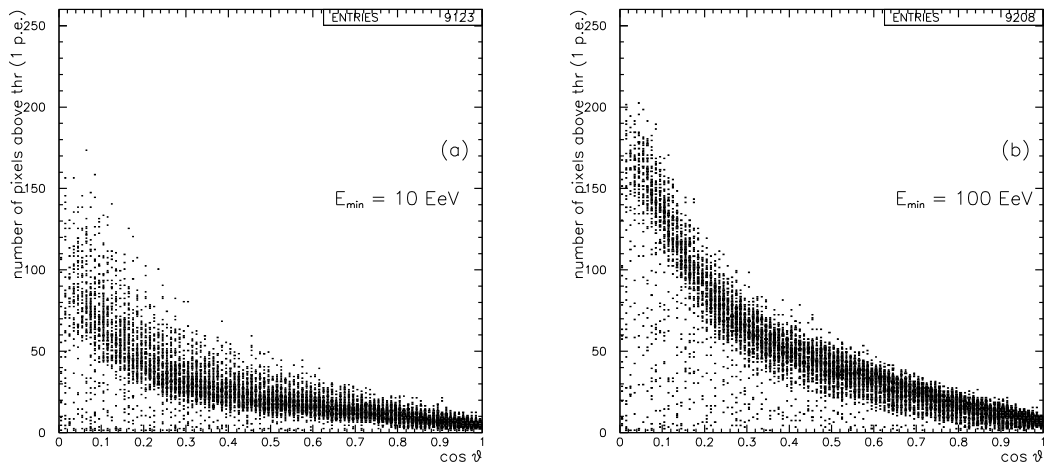 ENTRIES 9123
number of pixels above thr (1 p.e.)
250
200
150
100
50
0
(a)
E_min = 10 EeV
0 0.1 0.2 0.3 0.4 0.5 0.6 0.7 0.8 0.9 1
cos ϑ
ENTRIES 9208
number of pixels above thr (1 p.e.)
250
200
150
100
50
0
(b)
E_min = 100 EeV
0 0.1 0.2 0.3 0.4 0.5 0.6 0.7 0.8 0.9 1
cos ϑ